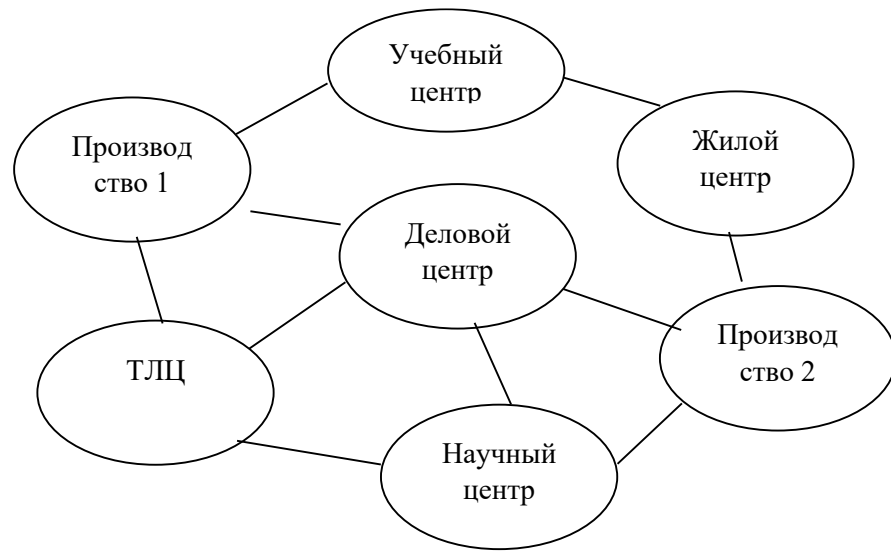 Учебный
центр
Производ
ство 1
Жилой
центр
Деловой
центр
Производ
ство 2
ТЛЦ
Научный
центр